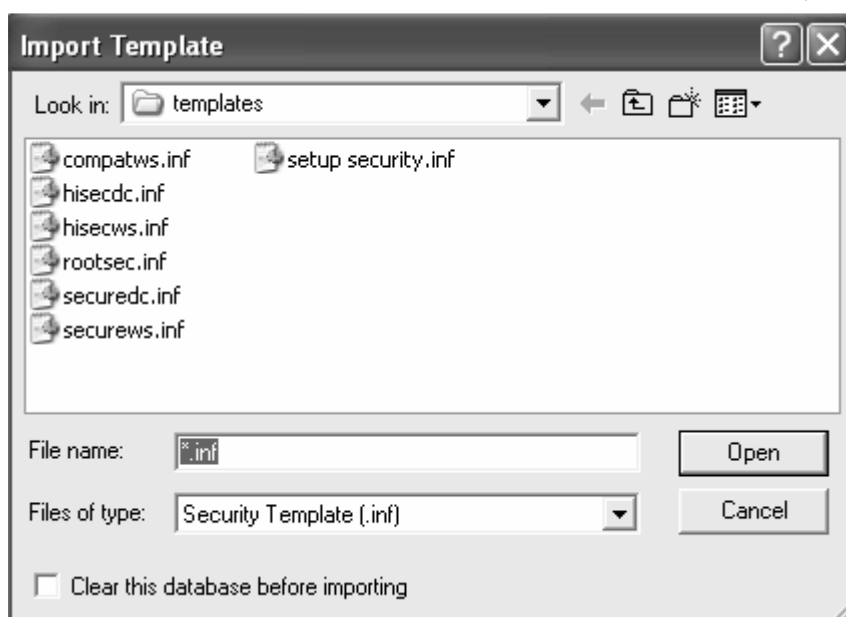 Import Template
Look in: templates
compatws.inf setup security.inf
hisecdc.inf
hisecws.inf
rootsec.inf
securedc.inf
securews.inf
File name: *.inf Open
Files of type: Security Template (.inf) Cancel
Clear this database before importing